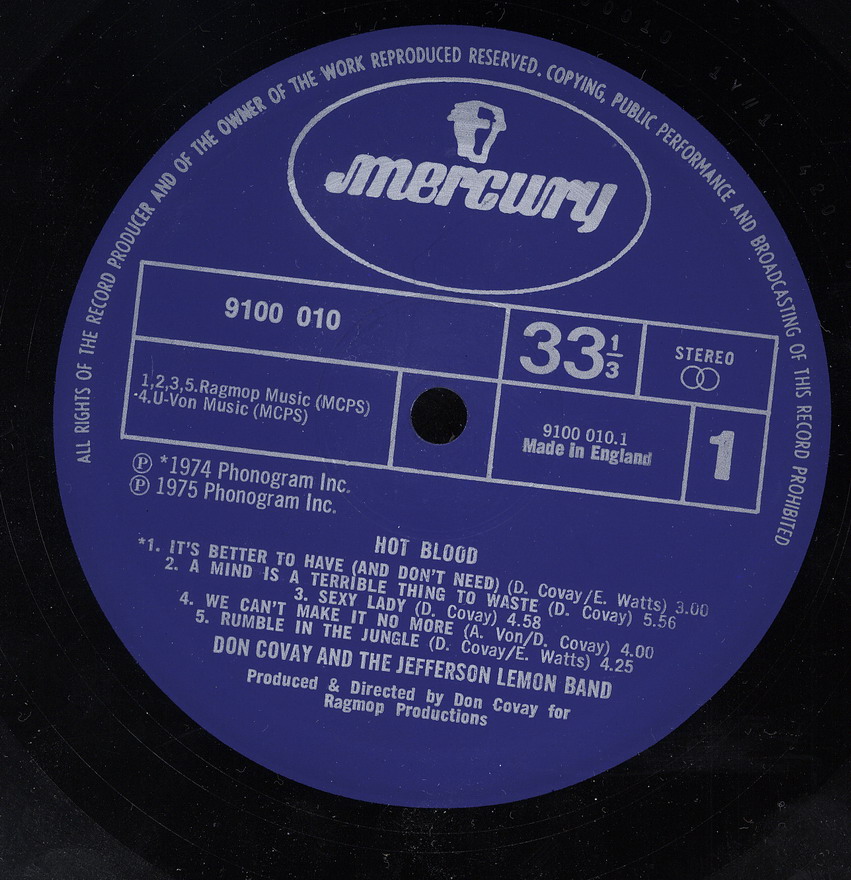 ALL RIGHTS OF THE RECORD PRODUCER AND OF THE OWNER OF THE WORK REPRODUCED RESERVED. COPYING, PUBLIC PERFORMANCE AND BROADCASTING OF THIS RECORD PROHIBITED
mercury
9100 010
33 1/3
STEREO
1,2,3,5.Ragmop Music (MCPS)
-4.U-Von Music (MCPS)
9100 010.1
Made in England
1
Ⓟ *1974 Phonogram Inc.
Ⓟ 1975 Phonogram Inc.
HOT BLOOD
*1. IT'S BETTER TO HAVE (AND DON'T NEED) (D. Covay/E. Watts) 3.00
2. A MIND IS A TERRIBLE THING TO WASTE (D. Covay) 5.56
3. SEXY LADY (D. Covay) 4.58
4. WE CAN'T MAKE IT NO MORE (A. Von/D. Covay) 4.00
5. RUMBLE IN THE JUNGLE (D. Covay/E. Watts) 4.25
DON COVAY AND THE JEFFERSON LEMON BAND
Produced & Directed by Don Covay for
Ragmop Productions